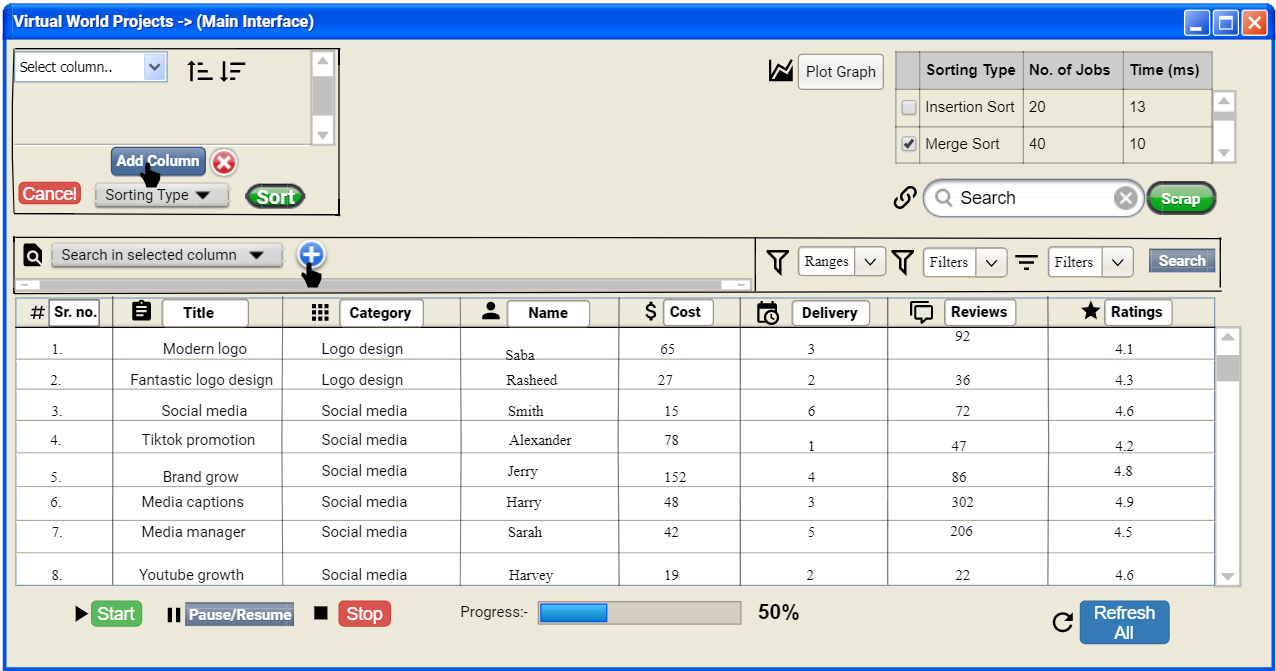 Virtual World Projects -> (Main Interface)
Select column..
Add Column
Cancel Sorting Type Sort
Plot Graph
Sorting Type No. of Jobs Time (ms)
Insertion Sort 20 13
Merge Sort 40 10
Search Scrap
Search in selected column
Ranges Filters Filters Search
# Sr. no. Title Category Name $ Cost Delivery Reviews Ratings
1. Modern logo Logo design Saba 65 3 92 4.1
2. Fantastic logo design Logo design Rasheed 27 2 36 4.3
3. Social media Social media Smith 15 6 72 4.6
4. Tiktok promotion Social media Alexander 78 1 47 4.2
5. Brand grow Social media Jerry 152 4 86 4.8
6. Media captions Social media Harry 48 3 302 4.9
7. Media manager Social media Sarah 42 5 206 4.5
8. Youtube growth Social media Harvey 19 2 22 4.6
Start Pause/Resume Stop Progress:- 50% Refresh
All